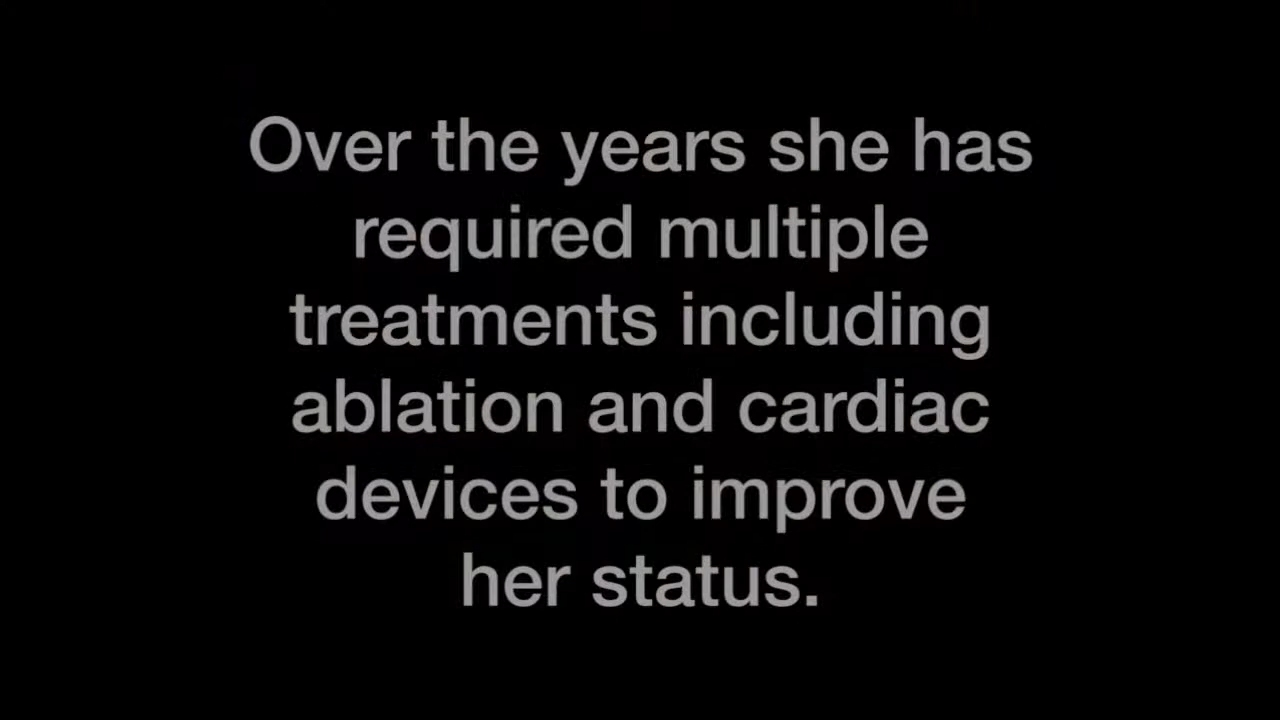 Over the years she has
required multiple
treatments including
ablation and cardiac
devices to improve
her status.